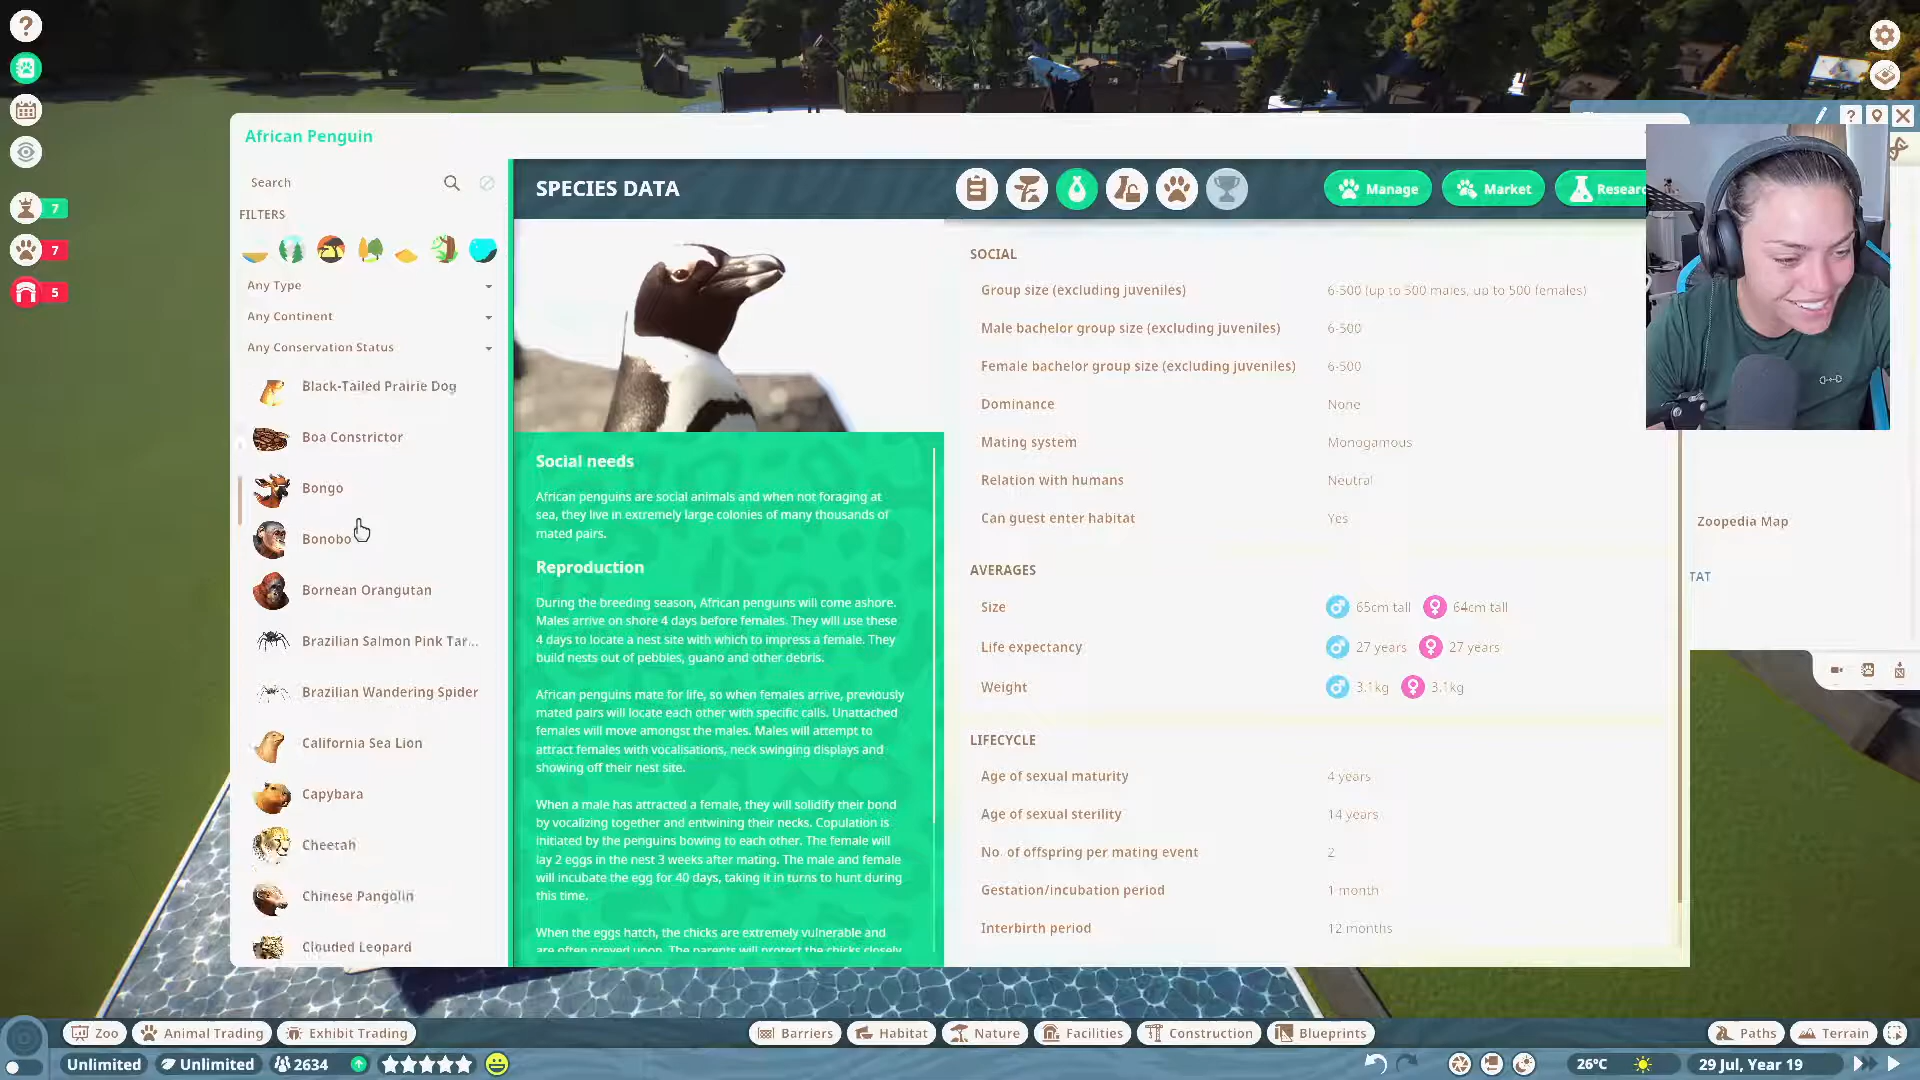 African Penguin
Search
FILTERS
Any Type
Any Continent
Any Conservation Status
Black-Tailed Prairie Dog
Boa Constrictor
Bongo
Bonobo
Bornean Orangutan
Brazilian Salmon Pink Tar...
Brazilian Wandering Spider
California Sea Lion
Capybara
Cheetah
Chinese Pangolin
Clouded Leopard
7
7
5
SPECIES DATA
Manage
Market
Resear
Social needs
African penguins are social animals and when not foraging at
sea, they live in extremely large colonies of many thousands of
mated pairs.
Reproduction
During the breeding season, African penguins will come ashore.
Males arrive on shore 4 days before females. They will use these
4 days to locate a nest site with which to impress a female. They
build nests out of pebbles, guano and other debris.
African penguins mate for life, so when females arrive, previously
mated pairs will locate each other with specific calls. Unattached
females will move amongst the males. Males will attempt to
attract females with vocalisations, neck swinging displays and
showing off their nest site.
When a male has attracted a female, they will solidify their bond
by vocalizing together and entwining their necks. Copulation is
initiated by the penguins bowing to each other. The female will
lay 2 eggs in the nest 3 weeks after mating. The male and female
will incubate the egg for 40 days, taking it in turns to hunt during
this time.
When the eggs hatch, the chicks are extremely vulnerable and
are often preyed upon. The parents will protect the chicks closely
SOCIAL
Group size (excluding juveniles) 6-500 (up to 500 males, up to 500 females)
Male bachelor group size (excluding juveniles) 6-500
Female bachelor group size (excluding juveniles) 6-500
Dominance None
Mating system Monogamous
Relation with humans Neutral
Can guest enter habitat Yes
AVERAGES
Size 65cm tall 64cm tall
Life expectancy 27 years 27 years
Weight 3.1kg 3.1kg
LIFECYCLE
Age of sexual maturity 4 years
Age of sexual sterility 14 years
No. of offspring per mating event 2
Gestation/incubation period 1 month
Interbirth period 12 months
Zoopedia Map
TAT
Zoo
Animal Trading
Exhibit Trading
Barriers
Habitat
Nature
Facilities
Construction
Blueprints
Paths
Terrain
Unlimited
Unlimited
2634
26°C
29 Jul, Year 19